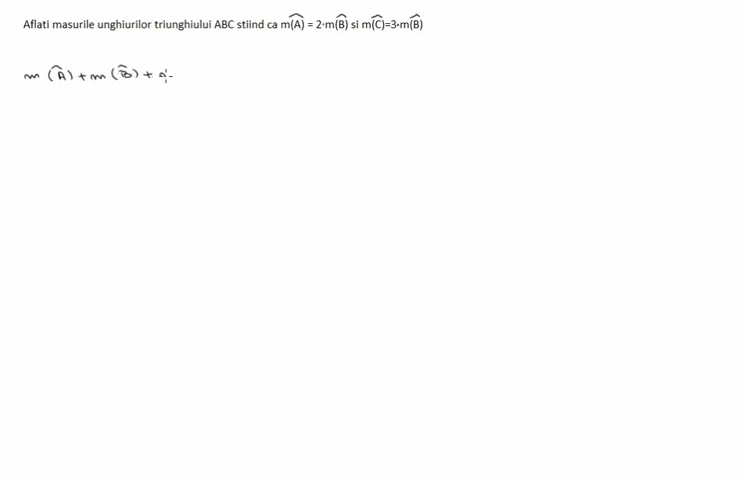 Aflati masurile unghiurilor triunghiului ABC stiind ca m(Â) = 2·m(B̂) si m(Ĉ)=3·m(B̂)
m (Â) + m (B̂) +